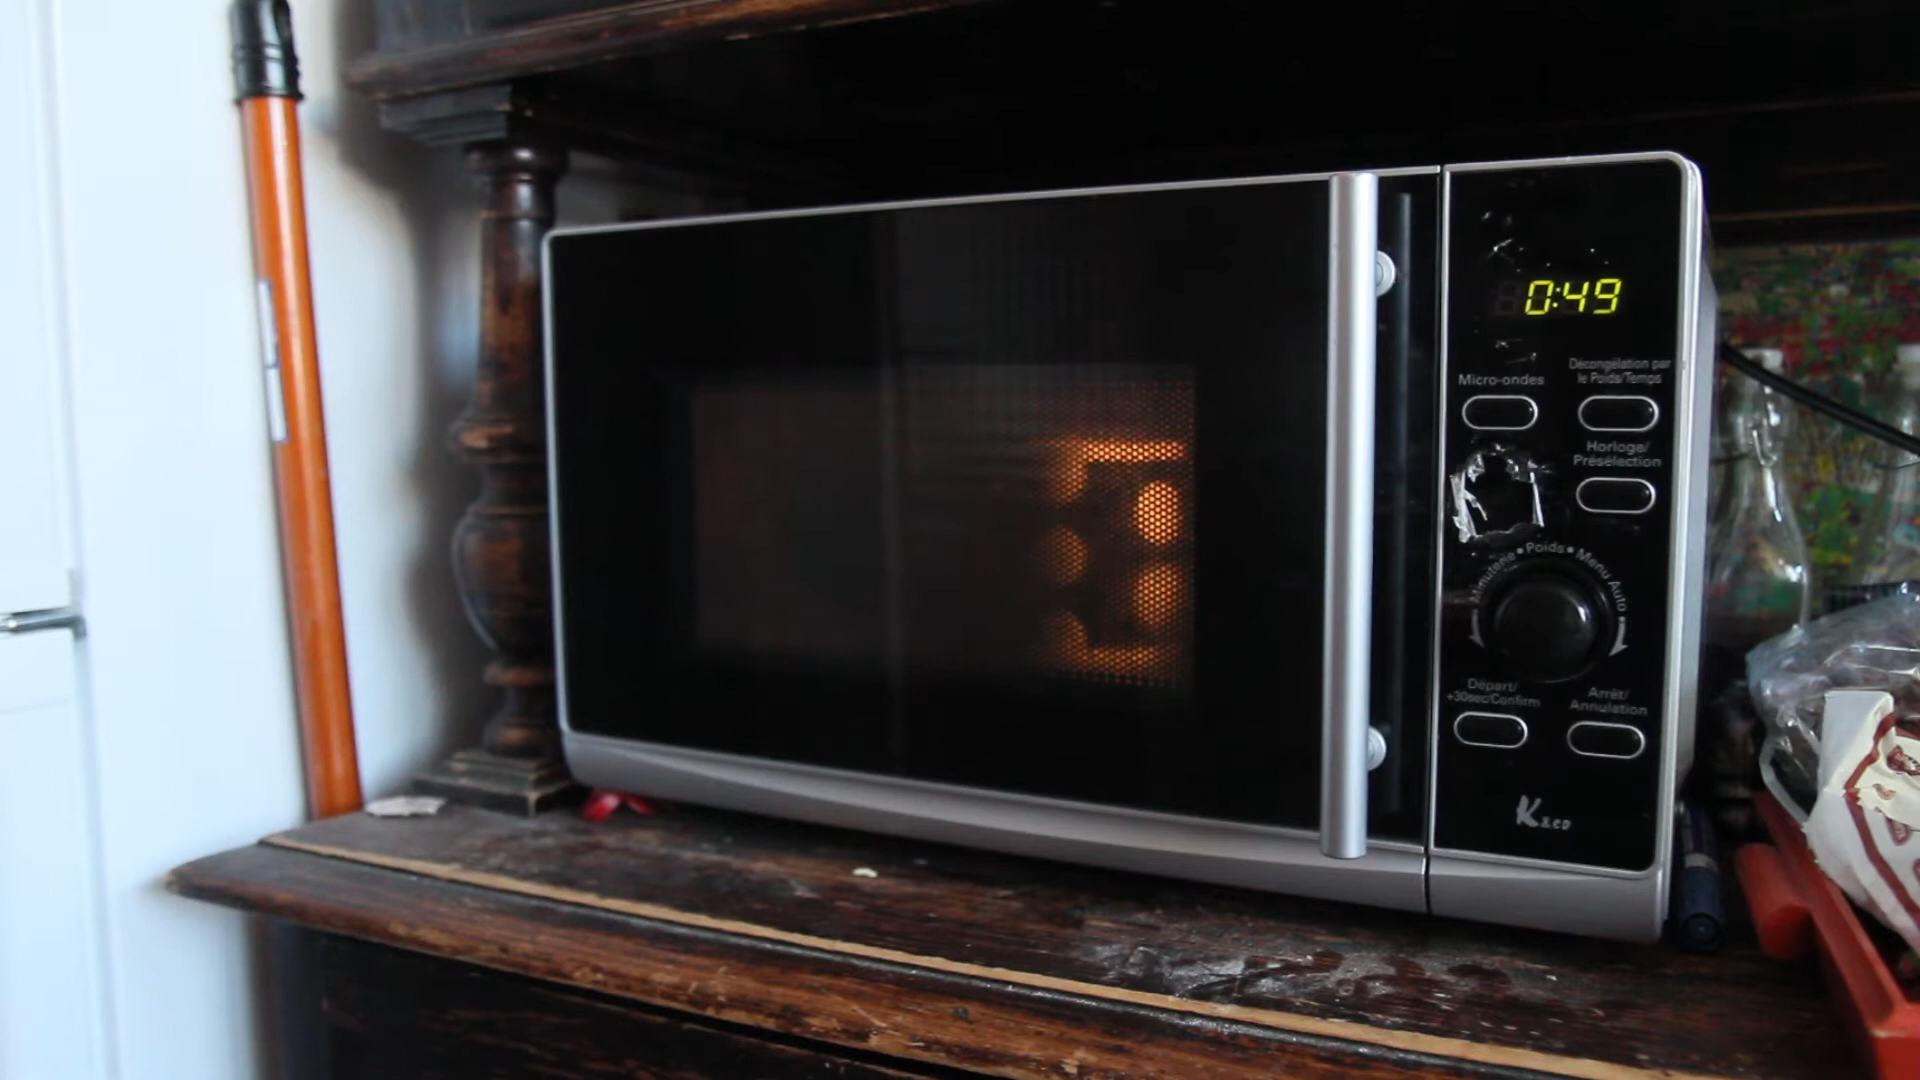 0:49
Micro-ondes
Décongélation par
le Poids/Temps
Horloge/
Présélection
Minuterie • Poids • Menu Auto
Départ/
+30sec/Confirm
Arrêt/
Annulation
K&co